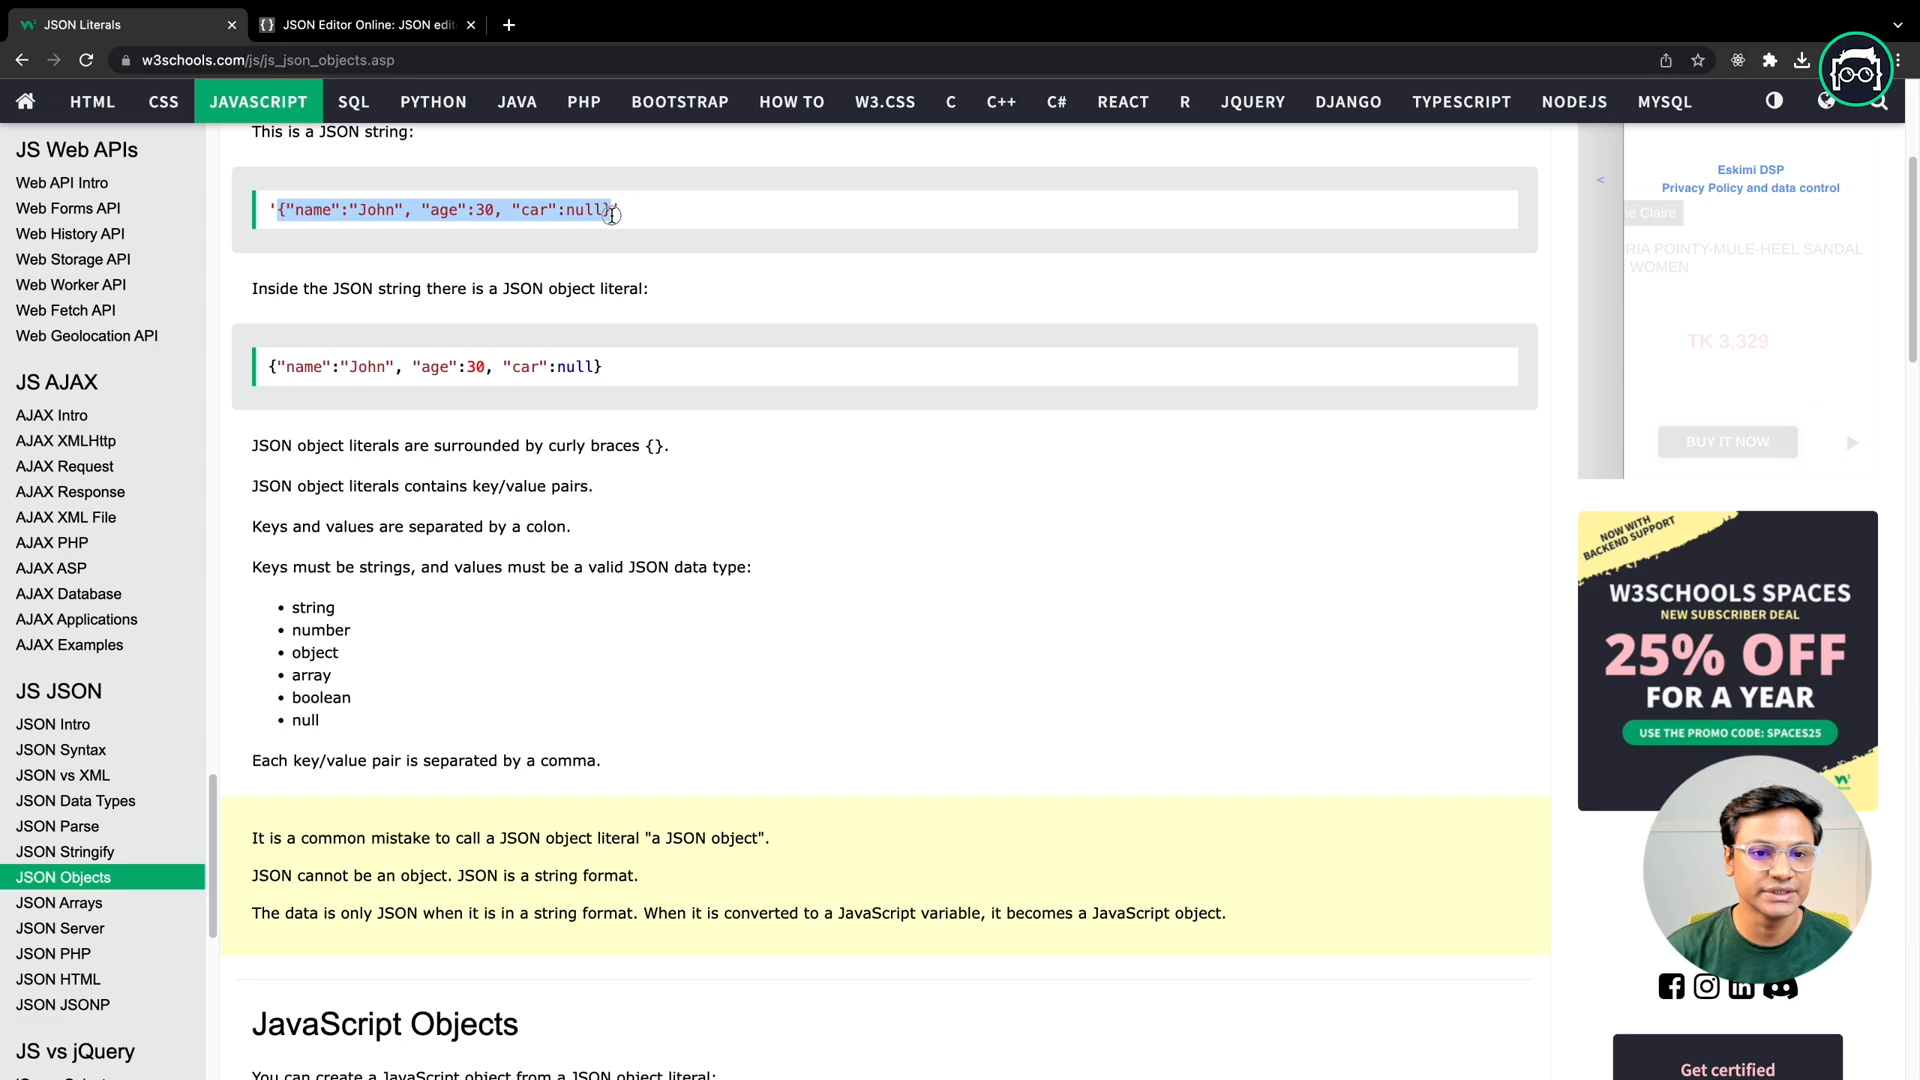 JSON Literals
JSON Editor Online: JSON edit
w3schools.com/js/js_json_objects.asp
HTML CSS JAVASCRIPT SQL PYTHON JAVA PHP BOOTSTRAP HOW TO W3.CSS C C++ C# REACT R JQUERY DJANGO TYPESCRIPT NODEJS MYSQL
JS Web APIs
Web API Intro
Web Forms API
Web History API
Web Storage API
Web Worker API
Web Fetch API
Web Geolocation API
JS AJAX
AJAX Intro
AJAX XMLHttp
AJAX Request
AJAX Response
AJAX XML File
AJAX PHP
AJAX ASP
AJAX Database
AJAX Applications
AJAX Examples
JS JSON
JSON Intro
JSON Syntax
JSON vs XML
JSON Data Types
JSON Parse
JSON Stringify
JSON Objects
JSON Arrays
JSON Server
JSON PHP
JSON HTML
JSON JSONP
JS vs jQuery
This is a JSON string:
'{"name":"John", "age":30, "car":null}'
Inside the JSON string there is a JSON object literal:
{"name":"John", "age":30, "car":null}
JSON object literals are surrounded by curly braces {}.
JSON object literals contains key/value pairs.
Keys and values are separated by a colon.
Keys must be strings, and values must be a valid JSON data type:
• string
• number
• object
• array
• boolean
• null
Each key/value pair is separated by a comma.
It is a common mistake to call a JSON object literal "a JSON object".
JSON cannot be an object. JSON is a string format.
The data is only JSON when it is in a string format. When it is converted to a JavaScript variable, it becomes a JavaScript object.
JavaScript Objects
You can create a JavaScript object from a JSON object literal:
<
Eskimi DSP
Privacy Policy and data control
ie Claire
RIA POINTY-MULE-HEEL SANDAL
WOMEN
TK 3,329
BUY IT NOW
NOW WITH
BACKEND SUPPORT
W3SCHOOLS SPACES
NEW SUBSCRIBER DEAL
25% OFF
FOR A YEAR
USE THE PROMO CODE: SPACES25
Get certified